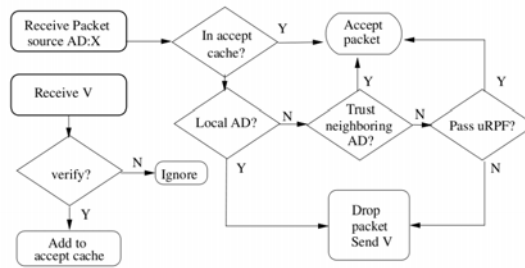 Receive Packet
source AD:X
In accept
cache?
Y
Accept
packet
Receive V
N
Y
Y
Local AD?
N
Trust
neighboring
AD?
N
Pass uRPF?
verify?
N
Ignore
Y
Y
N
Add to
accept cache
Drop
packet
Send V